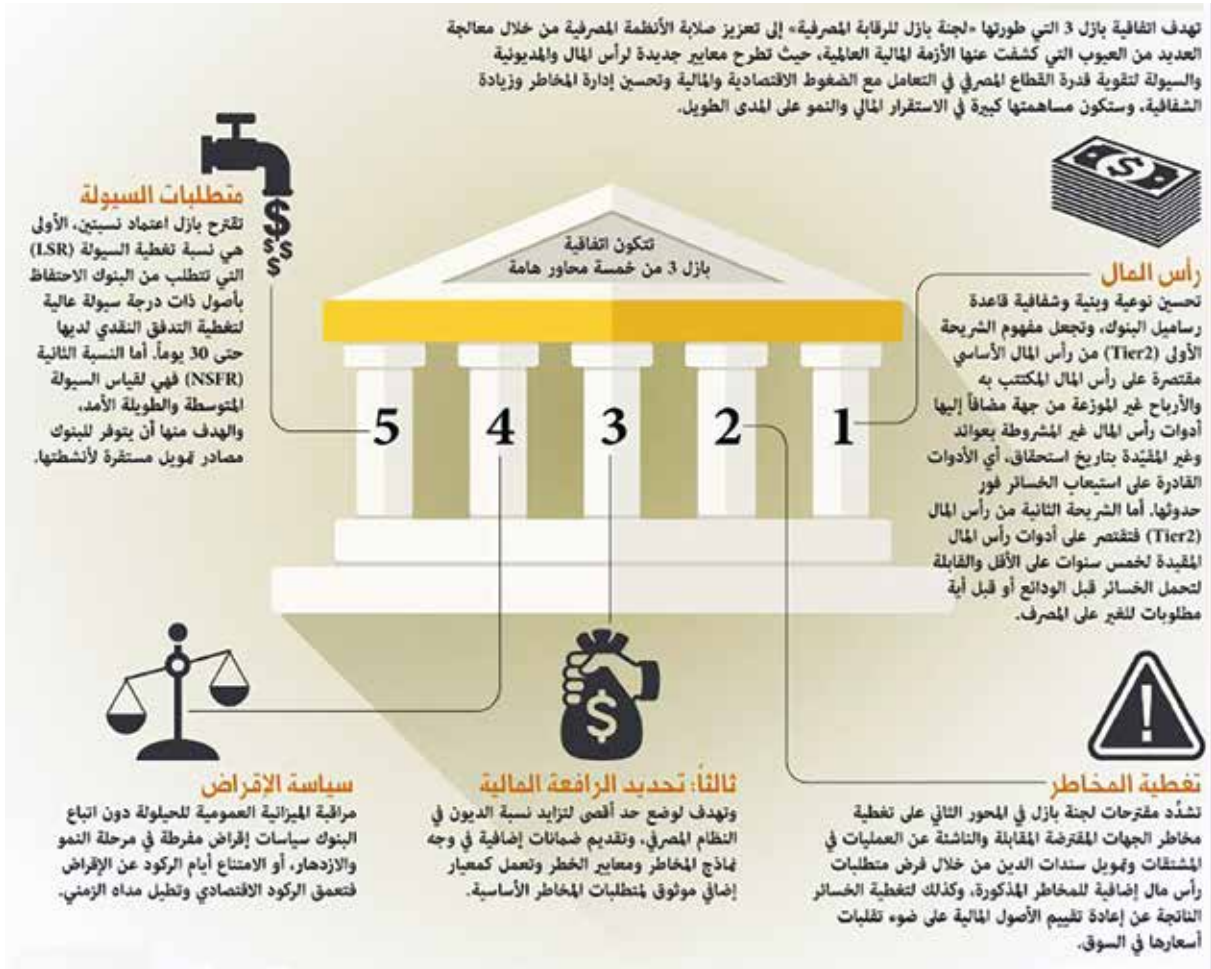 تهدف اتفاقية بازل 3 التي طورتها «لجنة بازل للرقابة المصرفية» إلى تعزيز صلابة الأنظمة المصرفية من خلال معالجة
العديد من العيوب التي كشفت عنها الأزمة المالية العالمية، حيث تطرح معايير جديدة لرأس المال والمديونية
والسيولة لتقوية قدرة القطاع المصرفي في التعامل مع الضغوط الاقتصادية والمالية وتحسين إدارة المخاطر وزيادة
الشفافية، وستكون مساهمتها كبيرة في الاستقرار المالي والنمو على المدى الطويل.
تتكون اتفاقية
بازل 3 من خمسة محاور هامة
1
2
3
4
5
رأس المال
تحسين نوعية وبنية وشفافية قاعدة
رساميل البنوك، وتجعل مفهوم الشريحة
الأولى (Tier2) من رأس المال الأساسي
مقتصرة على رأس المال المكتتب به
والأرباح غير الموزعة من جهة مضافاً إليها
أدوات رأس المال غير المشروطة بعوائد
وغير المقيّدة بتاريخ استحقاق، أي الأدوات
القادرة على استيعاب الخسائر فور
حدوثها. أما الشريحة الثانية من رأس المال
(Tier2) فتقتصر على أدوات رأس المال
المقيدة لخمس سنوات على الأقل والقابلة
لتحمل الخسائر قبل الودائع أو قبل أية
مطلوبات للغير على المصرف.
تغطية المخاطر
تشدّد مقترحات لجنة بازل في المحور الثاني على تغطية
مخاطر الجهات المقترضة المقابلة والناشئة عن العمليات في
المشتقات وتمويل سندات الدين من خلال فرض متطلبات
رأس مال إضافية للمخاطر المذكورة، وكذلك لتغطية الخسائر
الناتجة عن إعادة تقييم الأصول المالية على ضوء تقلبات
أسعارها في السوق.
ثالثاً: تحديد الرافعة المالية
وتهدف لوضع حد أقصى لتزايد نسبة الديون في
النظام المصرفي، وتقديم ضمانات إضافية في وجه
نماذج المخاطر ومعايير الخطر وتعمل كمعيار
إضافي موثوق لمتطلبات المخاطر الأساسية.
سياسة الإقراض
مراقبة الميزانية العمومية للحيلولة دون اتباع
البنوك سياسات إقراض مفرطة في مرحلة النمو
والازدهار، أو الامتناع أيام الركود عن الإقراض
فتعمق الركود الاقتصادي وتطيل مداه الزمني.
متطلبات السيولة
تقترح بازل اعتماد نسبتين، الأولى
هي نسبة تغطية السيولة (LSR)
التي تتطلب من البنوك الاحتفاظ
بأصول ذات درجة سيولة عالية
لتغطية التدفق النقدي لديها
حتى 30 يوماً. أما النسبة الثانية
(NSFR) فهي لقياس السيولة
المتوسطة والطويلة الأمد،
والهدف منها أن يتوفر للبنوك
مصادر تمويل مستقرة لأنشطتها.